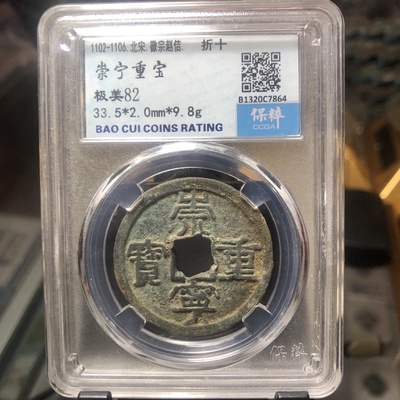 1102-1106.北宋.徽宗赵佶. 折十
崇宁重宝
极美82
33.5*2.0mm*9.8g
BAO CUI COINS RATING
B1320C7864
保粹
CCGA
崇
寶 重
寧
保粹